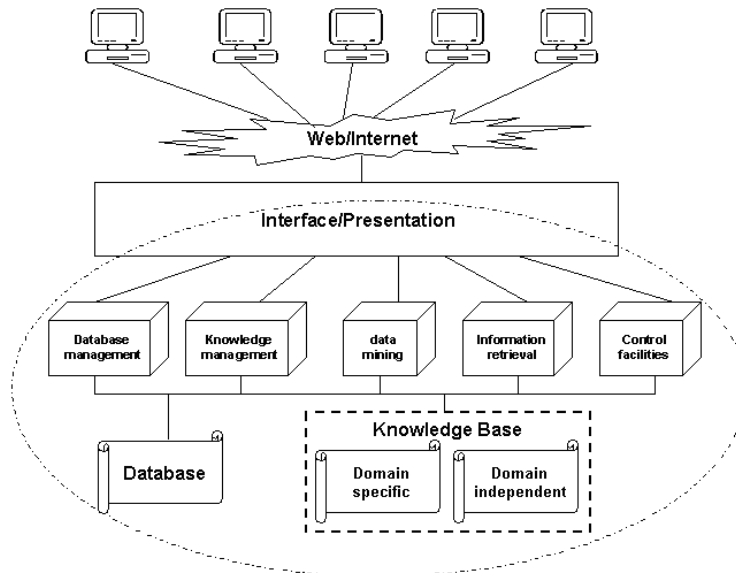 Web/Internet
Interface/Presentation
Database
management
Knowledge
management
data
mining
Information
retrieval
Control
facilities
Knowledge Base
Database
Domain
specific
Domain
independent